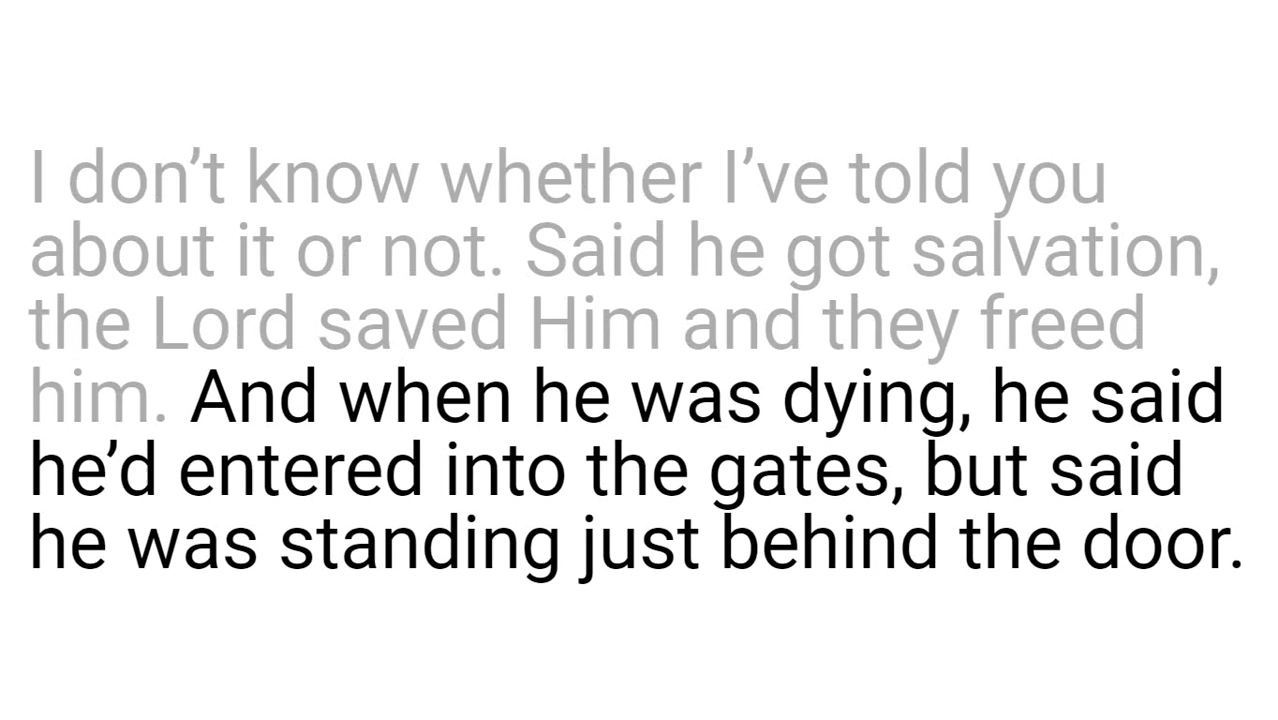 I don’t know whether I’ve told you
about it or not. Said he got salvation,
the Lord saved Him and they freed
him. And when he was dying, he said
he’d entered into the gates, but said
he was standing just behind the door.